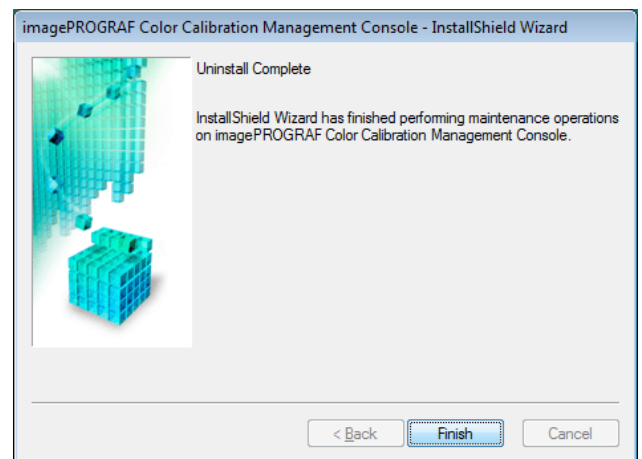 imagePROGRAF Color Calibration Management Console - InstallShield Wizard
Uninstall Complete
InstallShield Wizard has finished performing maintenance operations
on imagePROGRAF Color Calibration Management Console.
< Back
Finish
Cancel